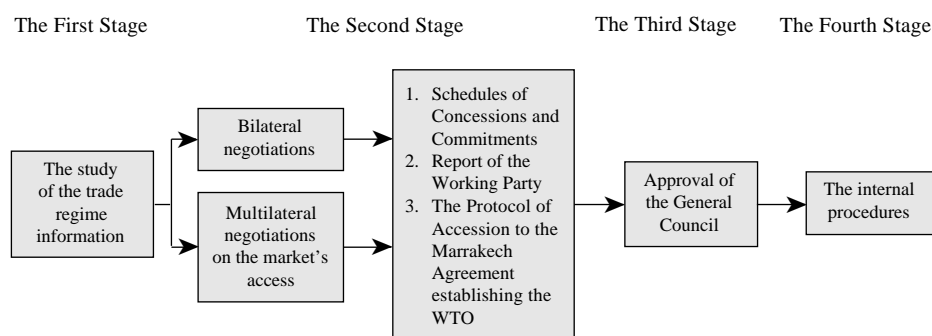 The First Stage
The Second Stage
The Third Stage
The Fourth Stage
The study
of the trade
regime
information
Bilateral
negotiations
Multilateral
negotiations
on the market’s
access
1. Schedules of
Concessions and
Commitments
2. Report of the
Working Party
3. The Protocol of
Accession to the
Marrakech
Agreement
establishing the
WTO
Approval of
the General
Council
The internal
procedures